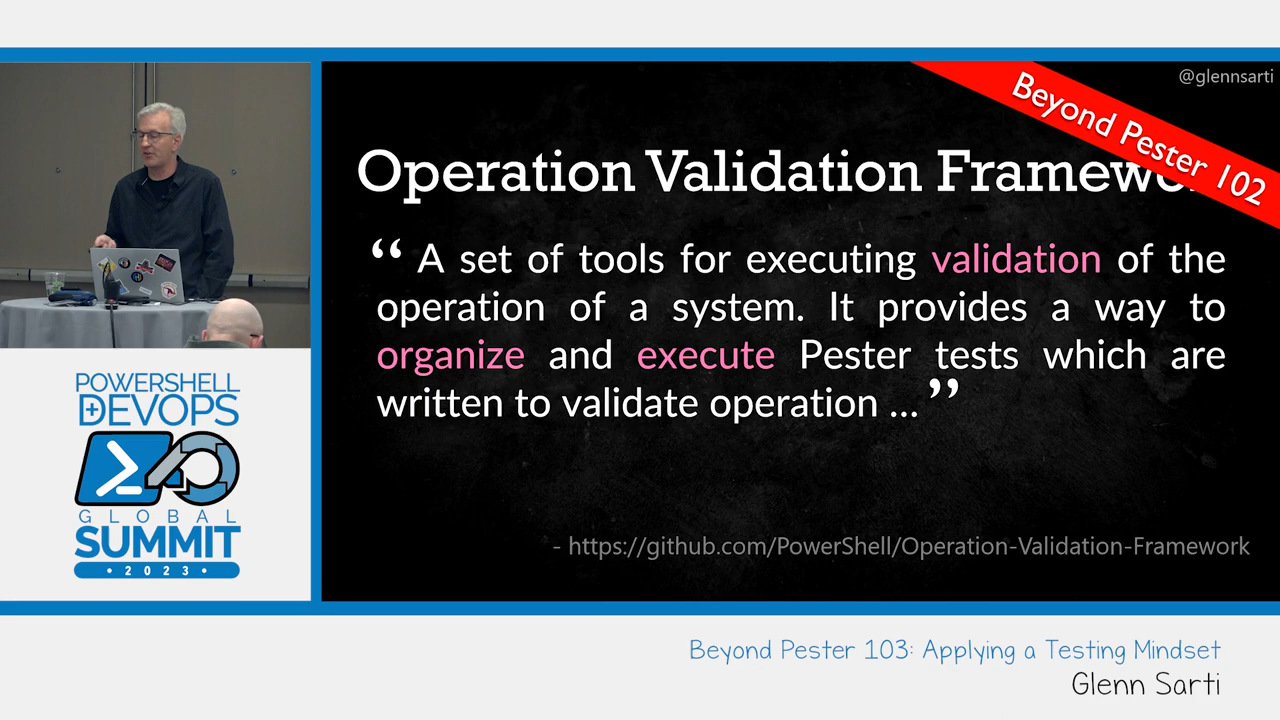 @glennsarti
Beyond Pester 102
Operation Validation Framewo
“ A set of tools for executing validation of the
operation of a system. It provides a way to
organize and execute Pester tests which are
written to validate operation ... ”
- https://github.com/PowerShell/Operation-Validation-Framework
POWERSHELL
+DEVOPS
GLOBAL
SUMMIT
• 2023 •
Beyond Pester 103: Applying a Testing Mindset
Glenn Sarti